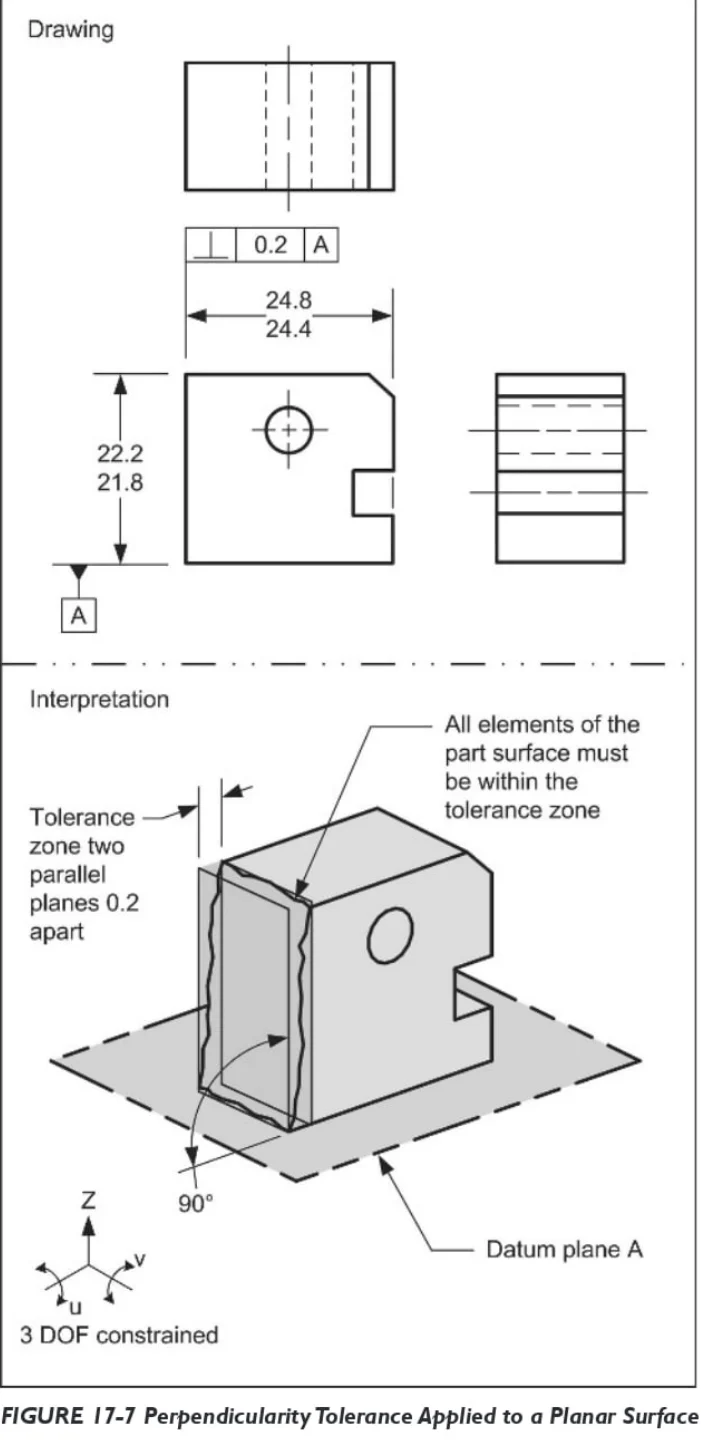 Drawing
⊥ 0.2 A
24.8
24.4
22.2
21.8
A
Interpretation
All elements of the
part surface must
be within the
tolerance zone
Tolerance
zone two
parallel
planes 0.2
apart
90°
Z
v
u
3 DOF constrained
Datum plane A
FIGURE 17-7 Perpendicularity Tolerance Applied to a Planar Surface